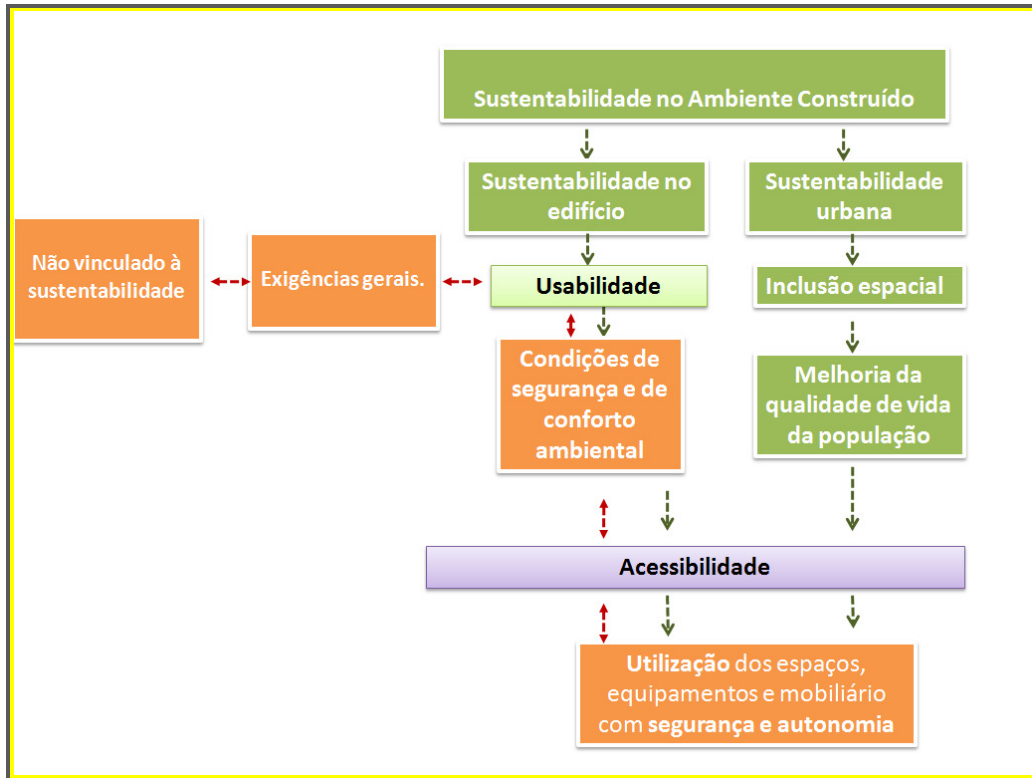 Sustentabilidade no Ambiente Construído
Sustentabilidade no
edifício
Sustentabilidade
urbana
Não vinculado à
sustentabilidade
Exigências gerais.
Usabilidade
Inclusão espacial
Condições de
segurança e de
conforto
ambiental
Melhoria da
qualidade de vida
da população
Acessibilidade
Utilização dos espaços,
equipamentos e mobiliário
com segurança e autonomia